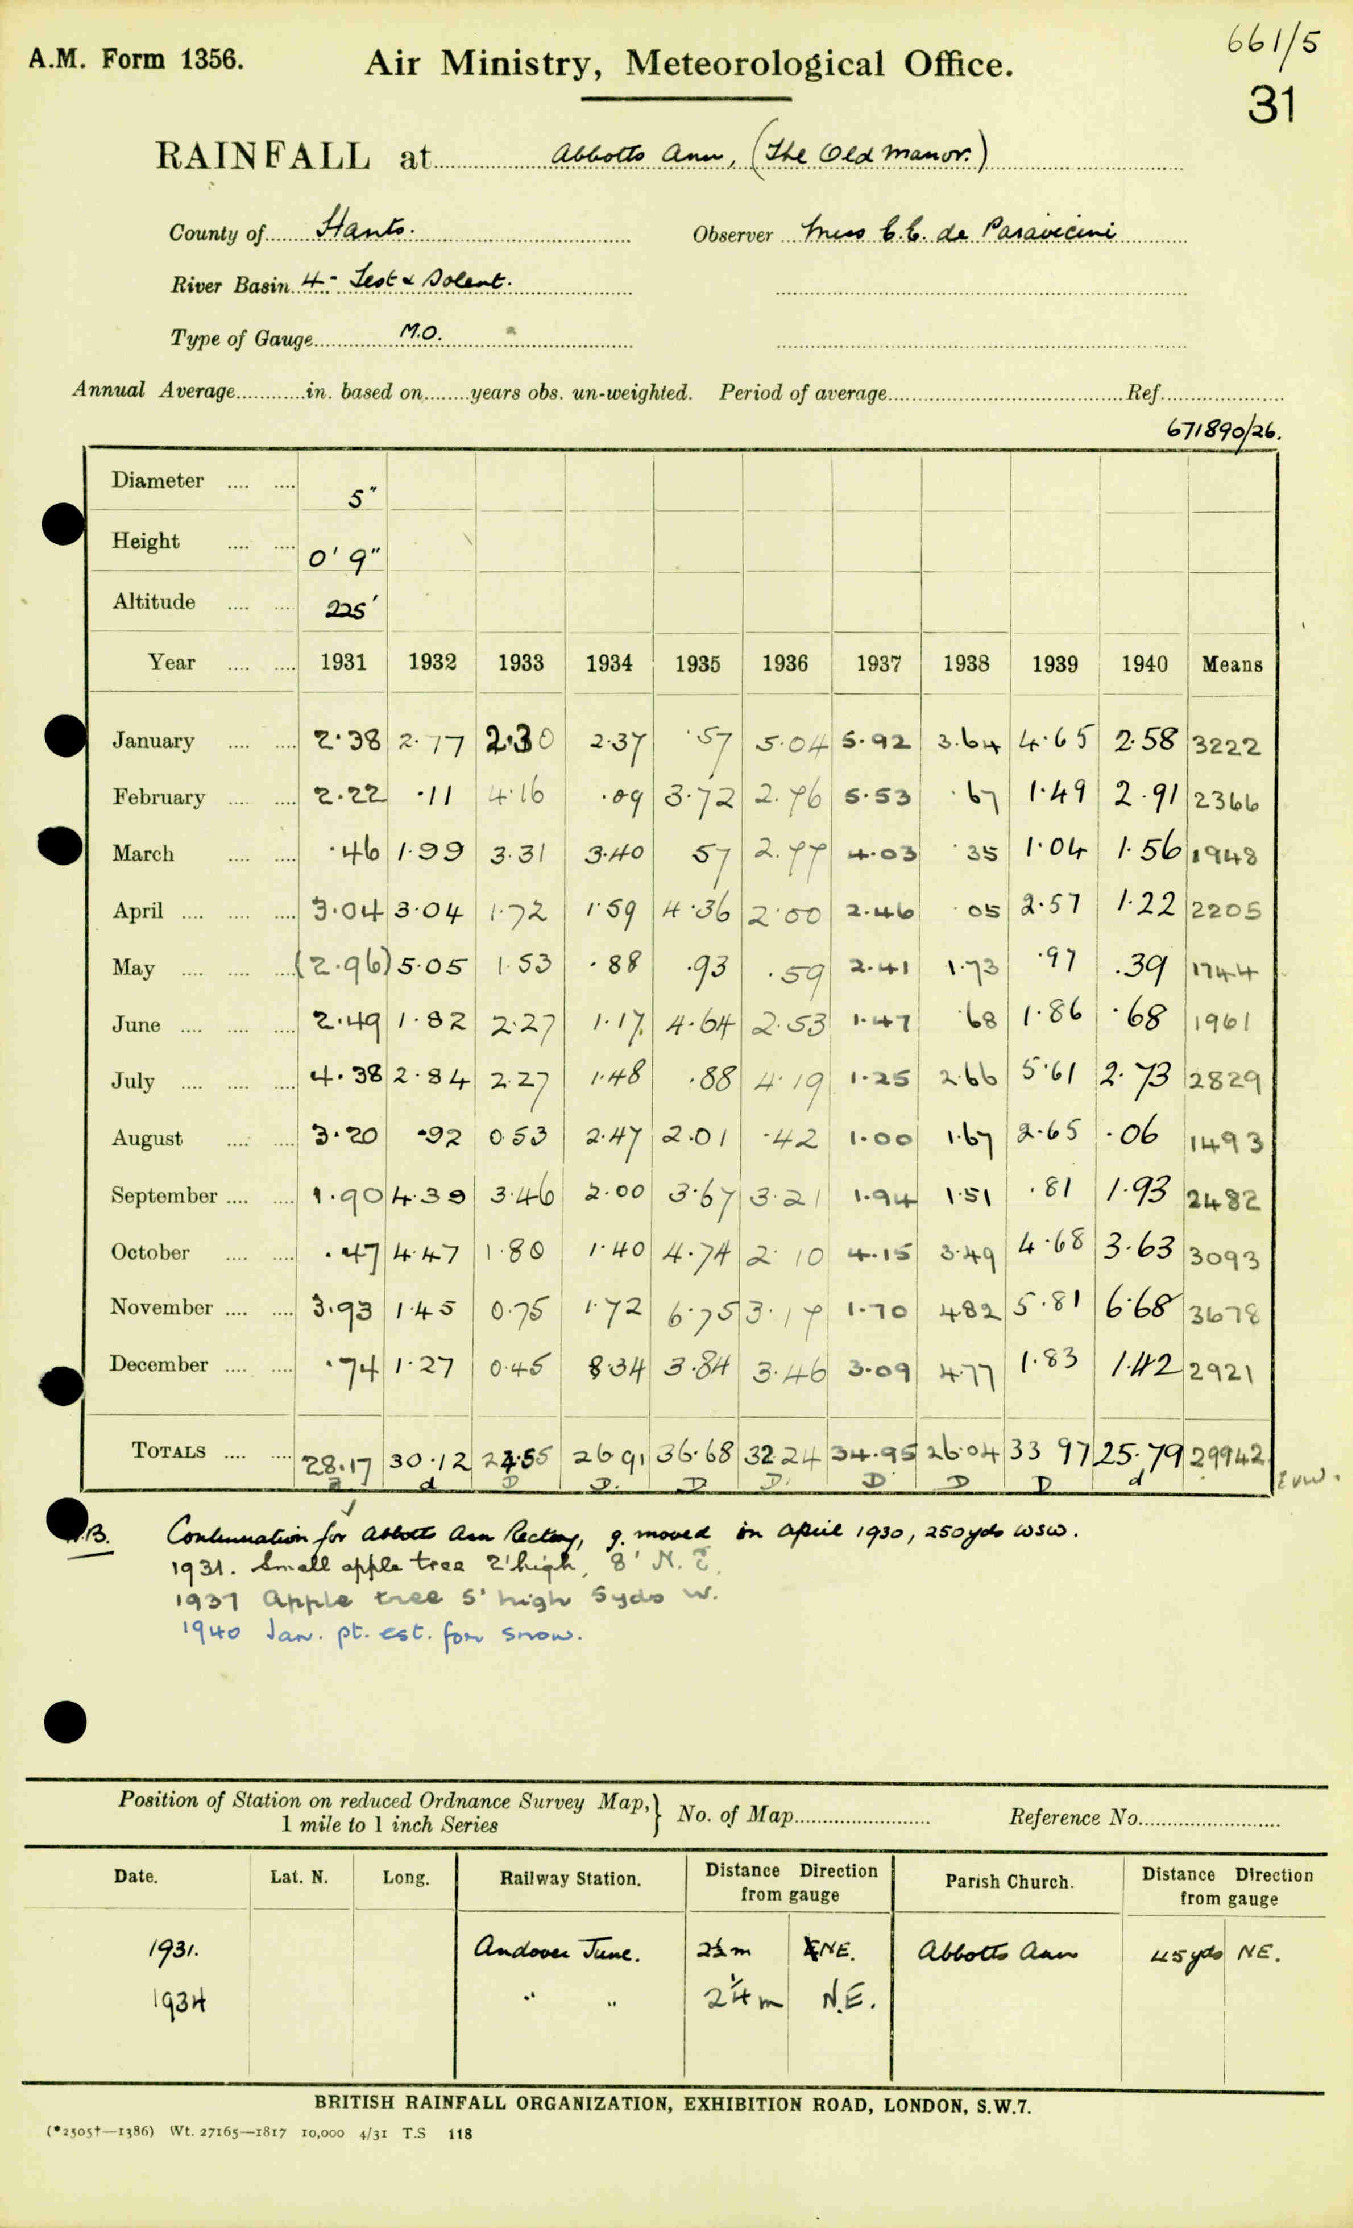 A.M. Form 1356.
Air Ministry, Meteorological Office.
661/5
31
RAINFALL at Abbotts Ann, (The Old Manor.)
County of Hants. Observer Miss C.C. de Paravicini
River Basin 4 - Test & Solent.
Type of Gauge M.O.
Annual Average in. based on years obs. un-weighted. Period of average Ref.
671890/26.
Diameter 5"
Height 0' 9"
Altitude 225'
Year 1931 1932 1933 1934 1935 1936 1937 1938 1939 1940 Means
January 2.38 2.77 2.30 2.37 .57 5.04 5.92 3.64 4.65 2.58 3222
February 2.22 .11 4.16 .09 3.72 2.76 5.53 .67 1.49 2.91 2366
March .46 1.99 3.31 3.40 57 2.77 4.03 .35 1.04 1.56 1948
April 3.04 3.04 1.72 1.59 4.36 2.00 2.46 .05 2.57 1.22 2205
May (2.96) 5.05 1.53 .88 .93 .59 2.41 1.73 .97 .39 1744
June 2.49 1.82 2.27 1.17 4.64 2.53 1.47 .68 1.86 .68 1961
July 4.38 2.84 2.27 1.48 .88 4.19 1.25 2.66 5.61 2.73 2829
August 3.20 .92 0.53 2.47 2.01 .42 1.00 1.67 2.65 .06 1493
September 1.90 4.39 3.46 2.00 3.67 3.21 1.94 1.51 .81 1.93 2482
October .47 4.47 1.80 1.40 4.74 2.10 4.15 3.49 4.68 3.63 3093
November 3.93 1.45 0.75 1.72 6.75 3.17 1.70 4.82 5.81 6.68 3678
December .74 1.27 0.45 8.34 3.84 3.46 3.09 4.77 1.83 1.42 2921
TOTALS 28.17 30.12 24.55 26 91 36.68 32.24 34.95 26.04 33 97 25.79 29942
d D D. D D. D D D d
N.B. Continuation for Abbotts Ann Rectory, g. moved in April 1930, 250yds WSW.
1931. Small apple tree 2' high, 8' N. E.
1937 Apple tree 5' high 5yds W.
1940 Jan. pt. est. for snow.
Position of Station on reduced Ordnance Survey Map, } No. of Map Reference No.
1 mile to 1 inch Series
Date. Lat. N. Long. Railway Station. Distance Direction from gauge Parish Church. Distance Direction from gauge
1931. Andover Junc. 2½ m ENE. Abbotts Ann 45 yds NE.
1934 " " 2¼ m N.E.
BRITISH RAINFALL ORGANIZATION, EXHIBITION ROAD, LONDON, S.W.7.
(*2505†—1386) Wt. 27165—1817 10,000 4/31 T.S 118